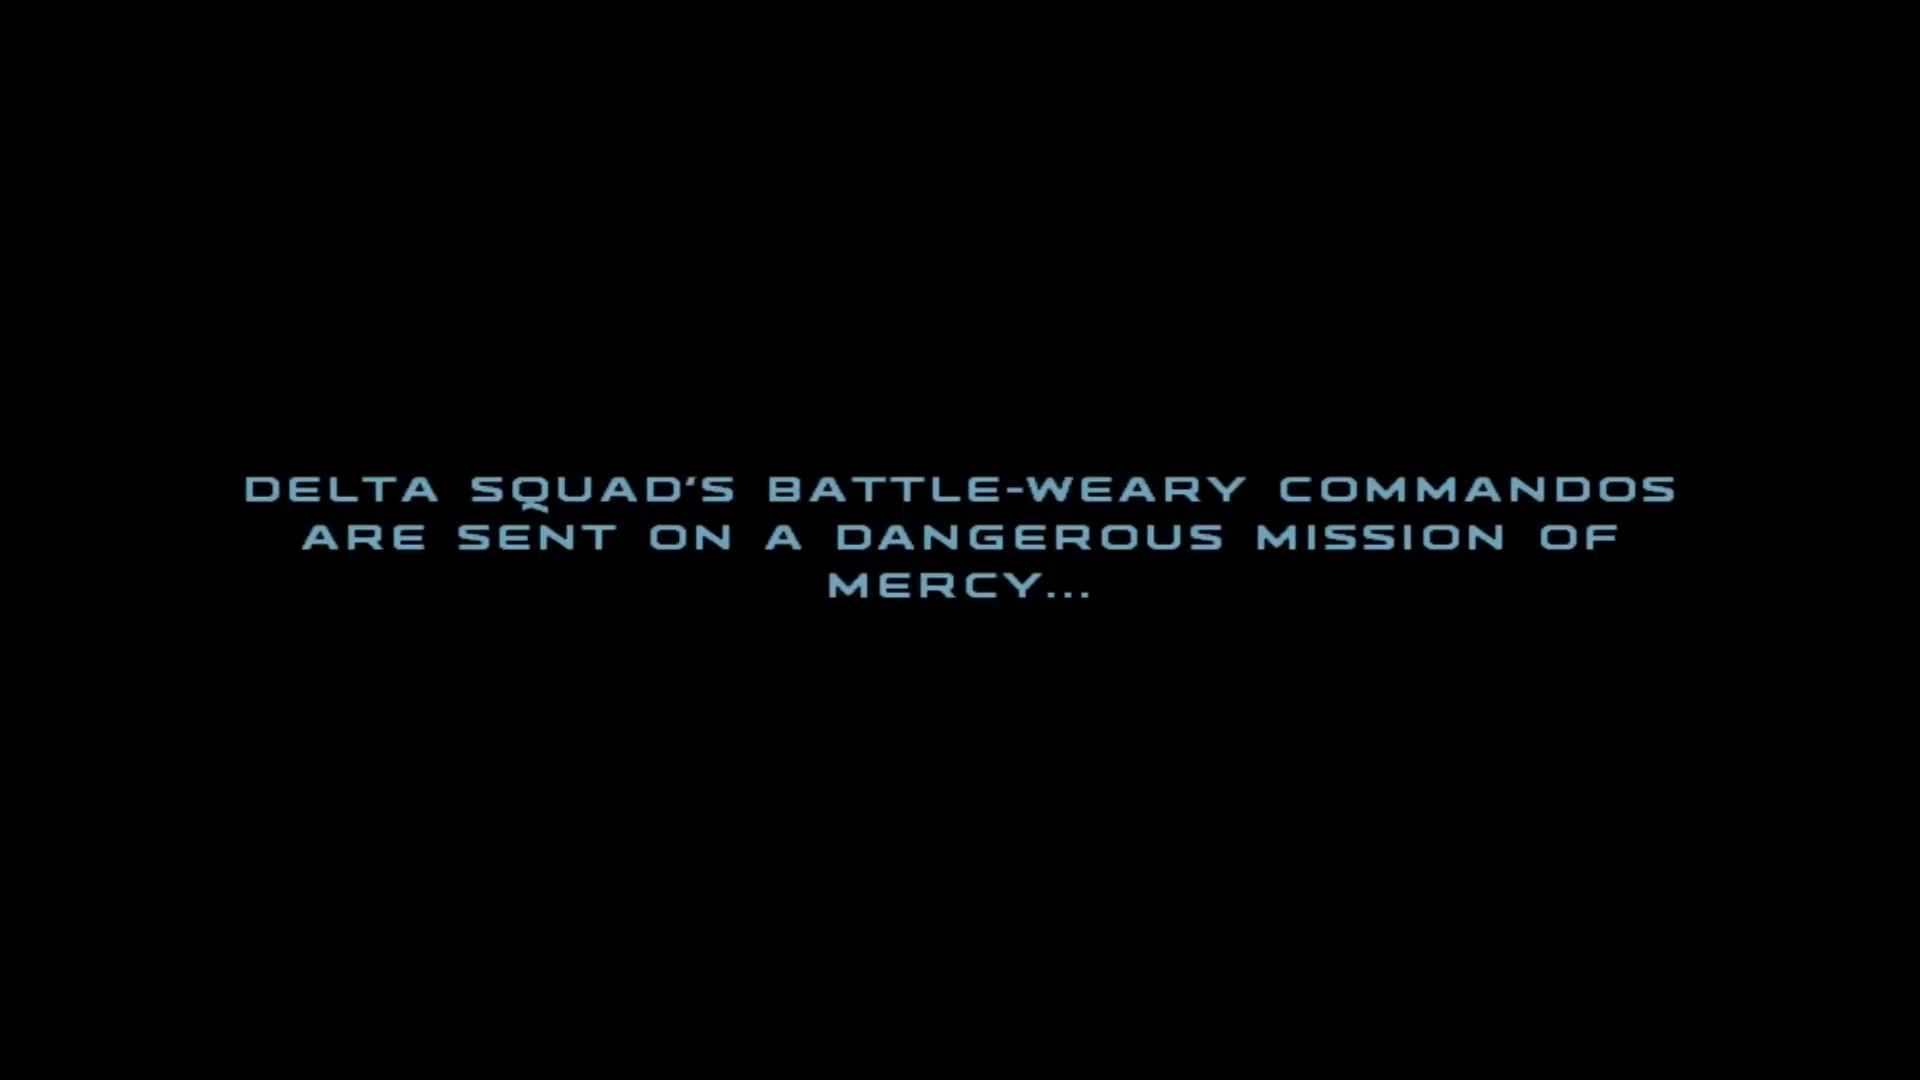 DELTA SQUAD'S BATTLE-WEARY COMMANDOS
ARE SENT ON A DANGEROUS MISSION OF
MERCY...